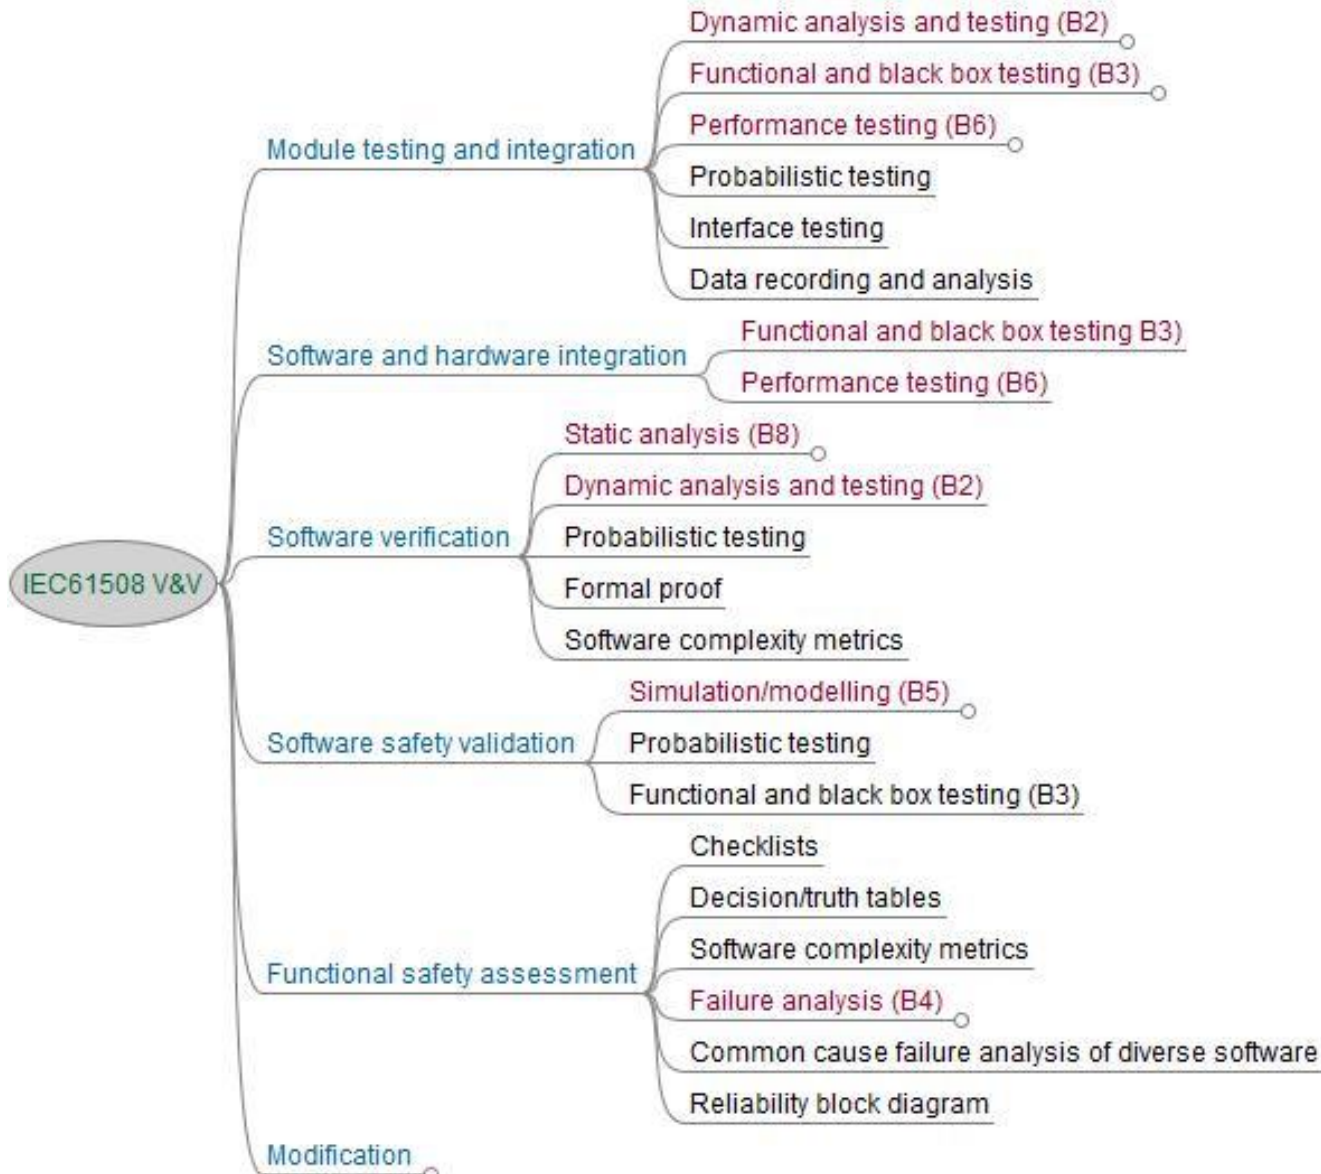 Dynamic analysis and testing (B2)
Functional and black box testing (B3)
Performance testing (B6)
Module testing and integration
Probabilistic testing
Interface testing
Data recording and analysis
Functional and black box testing B3)
Software and hardware integration
Performance testing (B6)
Static analysis (B8)
Dynamic analysis and testing (B2)
Software verification
Probabilistic testing
IEC61508 V&V
Formal proof
Software complexity metrics
Simulation/modelling (B5)
Software safety validation
Probabilistic testing
Functional and black box testing (B3)
Checklists
Decision/truth tables
Software complexity metrics
Functional safety assessment
Failure analysis (B4)
Common cause failure analysis of diverse software
Reliability block diagram
Modification